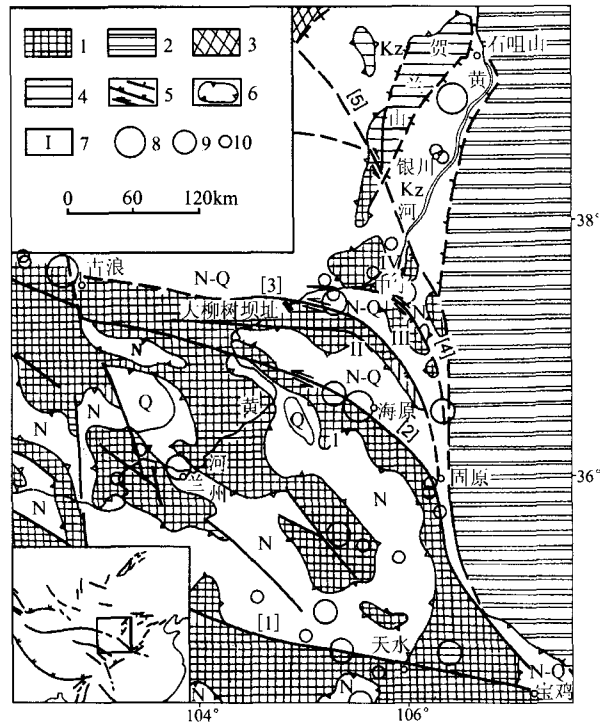 1 2 3
4 5 6
I 7 8 9 10
0 60 120km
Kz
贺
石咀山
兰
黄
[5]
山
银川
Kz
河
38°
古浪
N-Q
[3]
IV
大柳树坝址
N-Q
III
II
[4]
N
N-Q
Q
黄
海原
[2]
N
Q
I
N
河
兰州
固原
36°
N
N
N
N
[1]
天水
N-Q
宝鸡
N
N
104° 106°